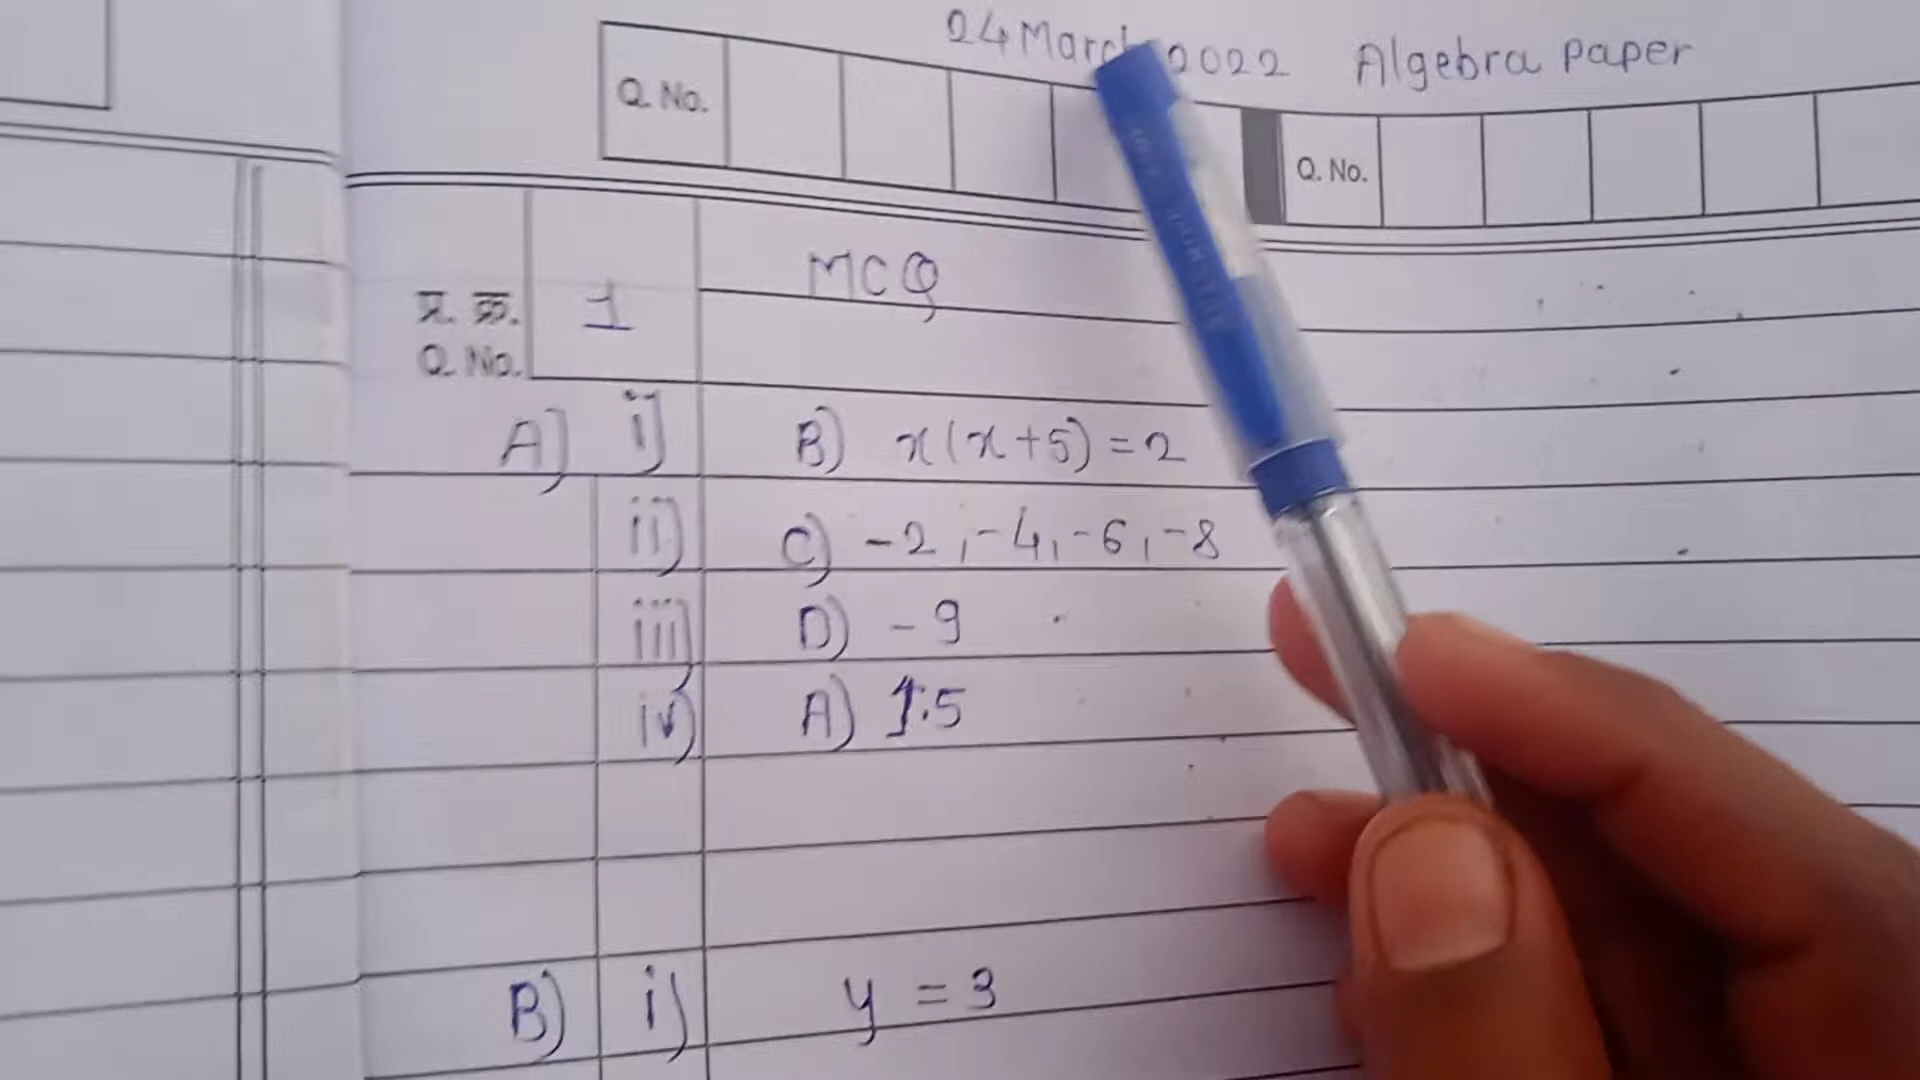 24 March 2022 Algebra paper
Q. No.
Q. No.
प्र. क्र.
Q. No.
1
MCQ
A) i) B) x(x+5)=2
ii) C) -2, -4, -6, -8
iii) D) -9
iv) A) 1.5
B) i) y = 3